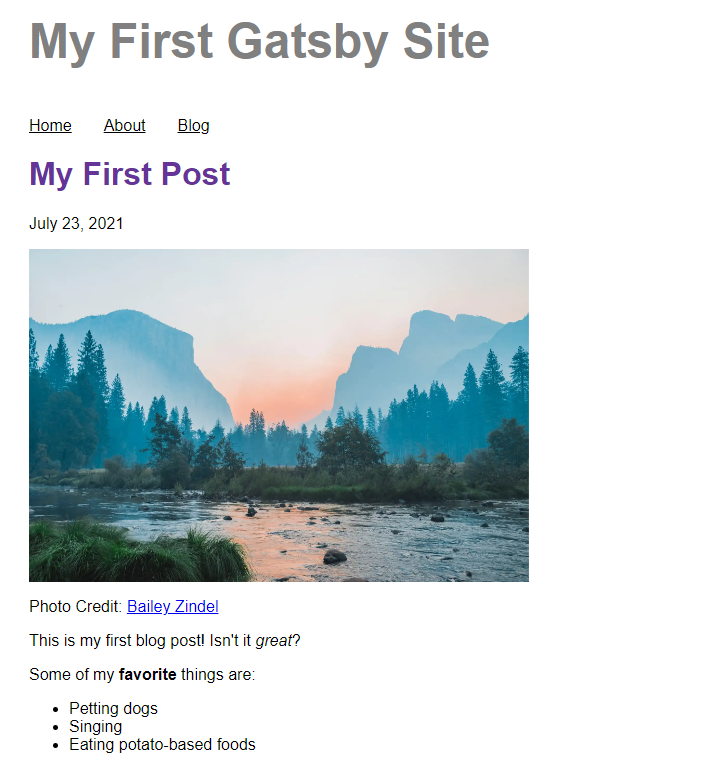 My First Gatsby Site
Home About Blog
My First Post
July 23, 2021
Photo Credit: Bailey Zindel
This is my first blog post! Isn't it great?
Some of my favorite things are:
• Petting dogs
• Singing
• Eating potato-based foods